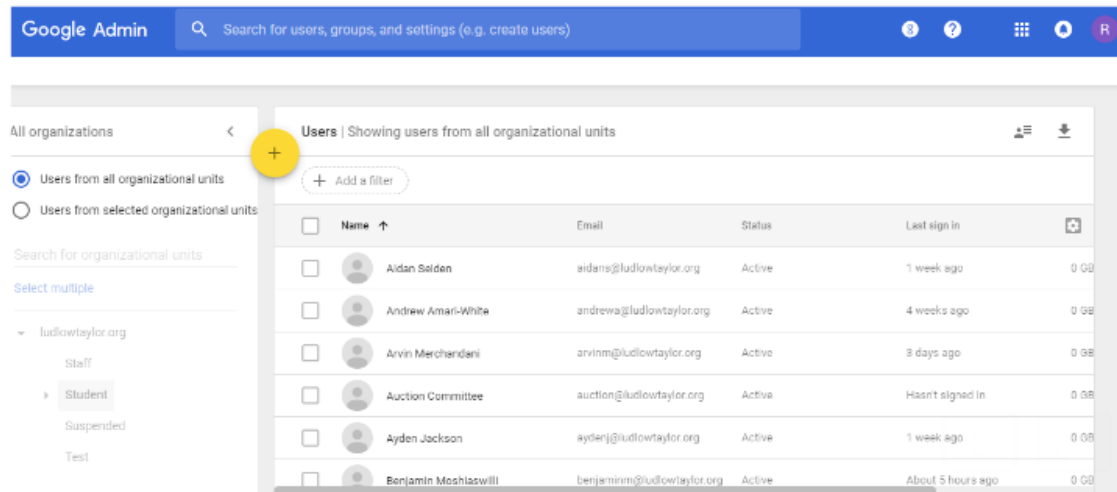 Google Admin
Search for users, groups, and settings (e.g. create users)
8
?
R
All organizations
Users from all organizational units
Users from selected organizational units
Search for organizational units
Select multiple
ludlowtaylor.org
Staff
Student
Suspended
Test
Users | Showing users from all organizational units
+ Add a filter
Name Email Status Last sign in
Aidan Selden aidans@ludlowtaylor.org Active 1 week ago 0 GB
Andrew Amari-White andrewa@ludlowtaylor.org Active 4 weeks ago 0 GB
Arvin Merchandani arvinm@ludlowtaylor.org Active 3 days ago 0 GB
Auction Committee auction@ludlowtaylor.org Active Hasn't signed in 0 GB
Ayden Jackson aydenj@ludlowtaylor.org Active 1 week ago 0 GB
Benjamin Moshiaswili benjaminm@ludlowtaylor.org Active About 5 hours ago 0 GB